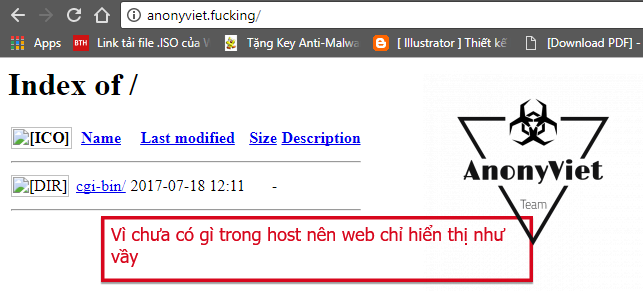 anonyviet.fucking/
Apps BTH Link tải file .ISO của W Tặng Key Anti-Malwa [ Illustrator ] Thiết kế [Download PDF] -
Index of /
[ICO] Name Last modified Size Description
[DIR] cgi-bin/ 2017-07-18 12:11 -
AnonyViet
Team
Vì chưa có gì trong host nên web chỉ hiển thị như
vầy